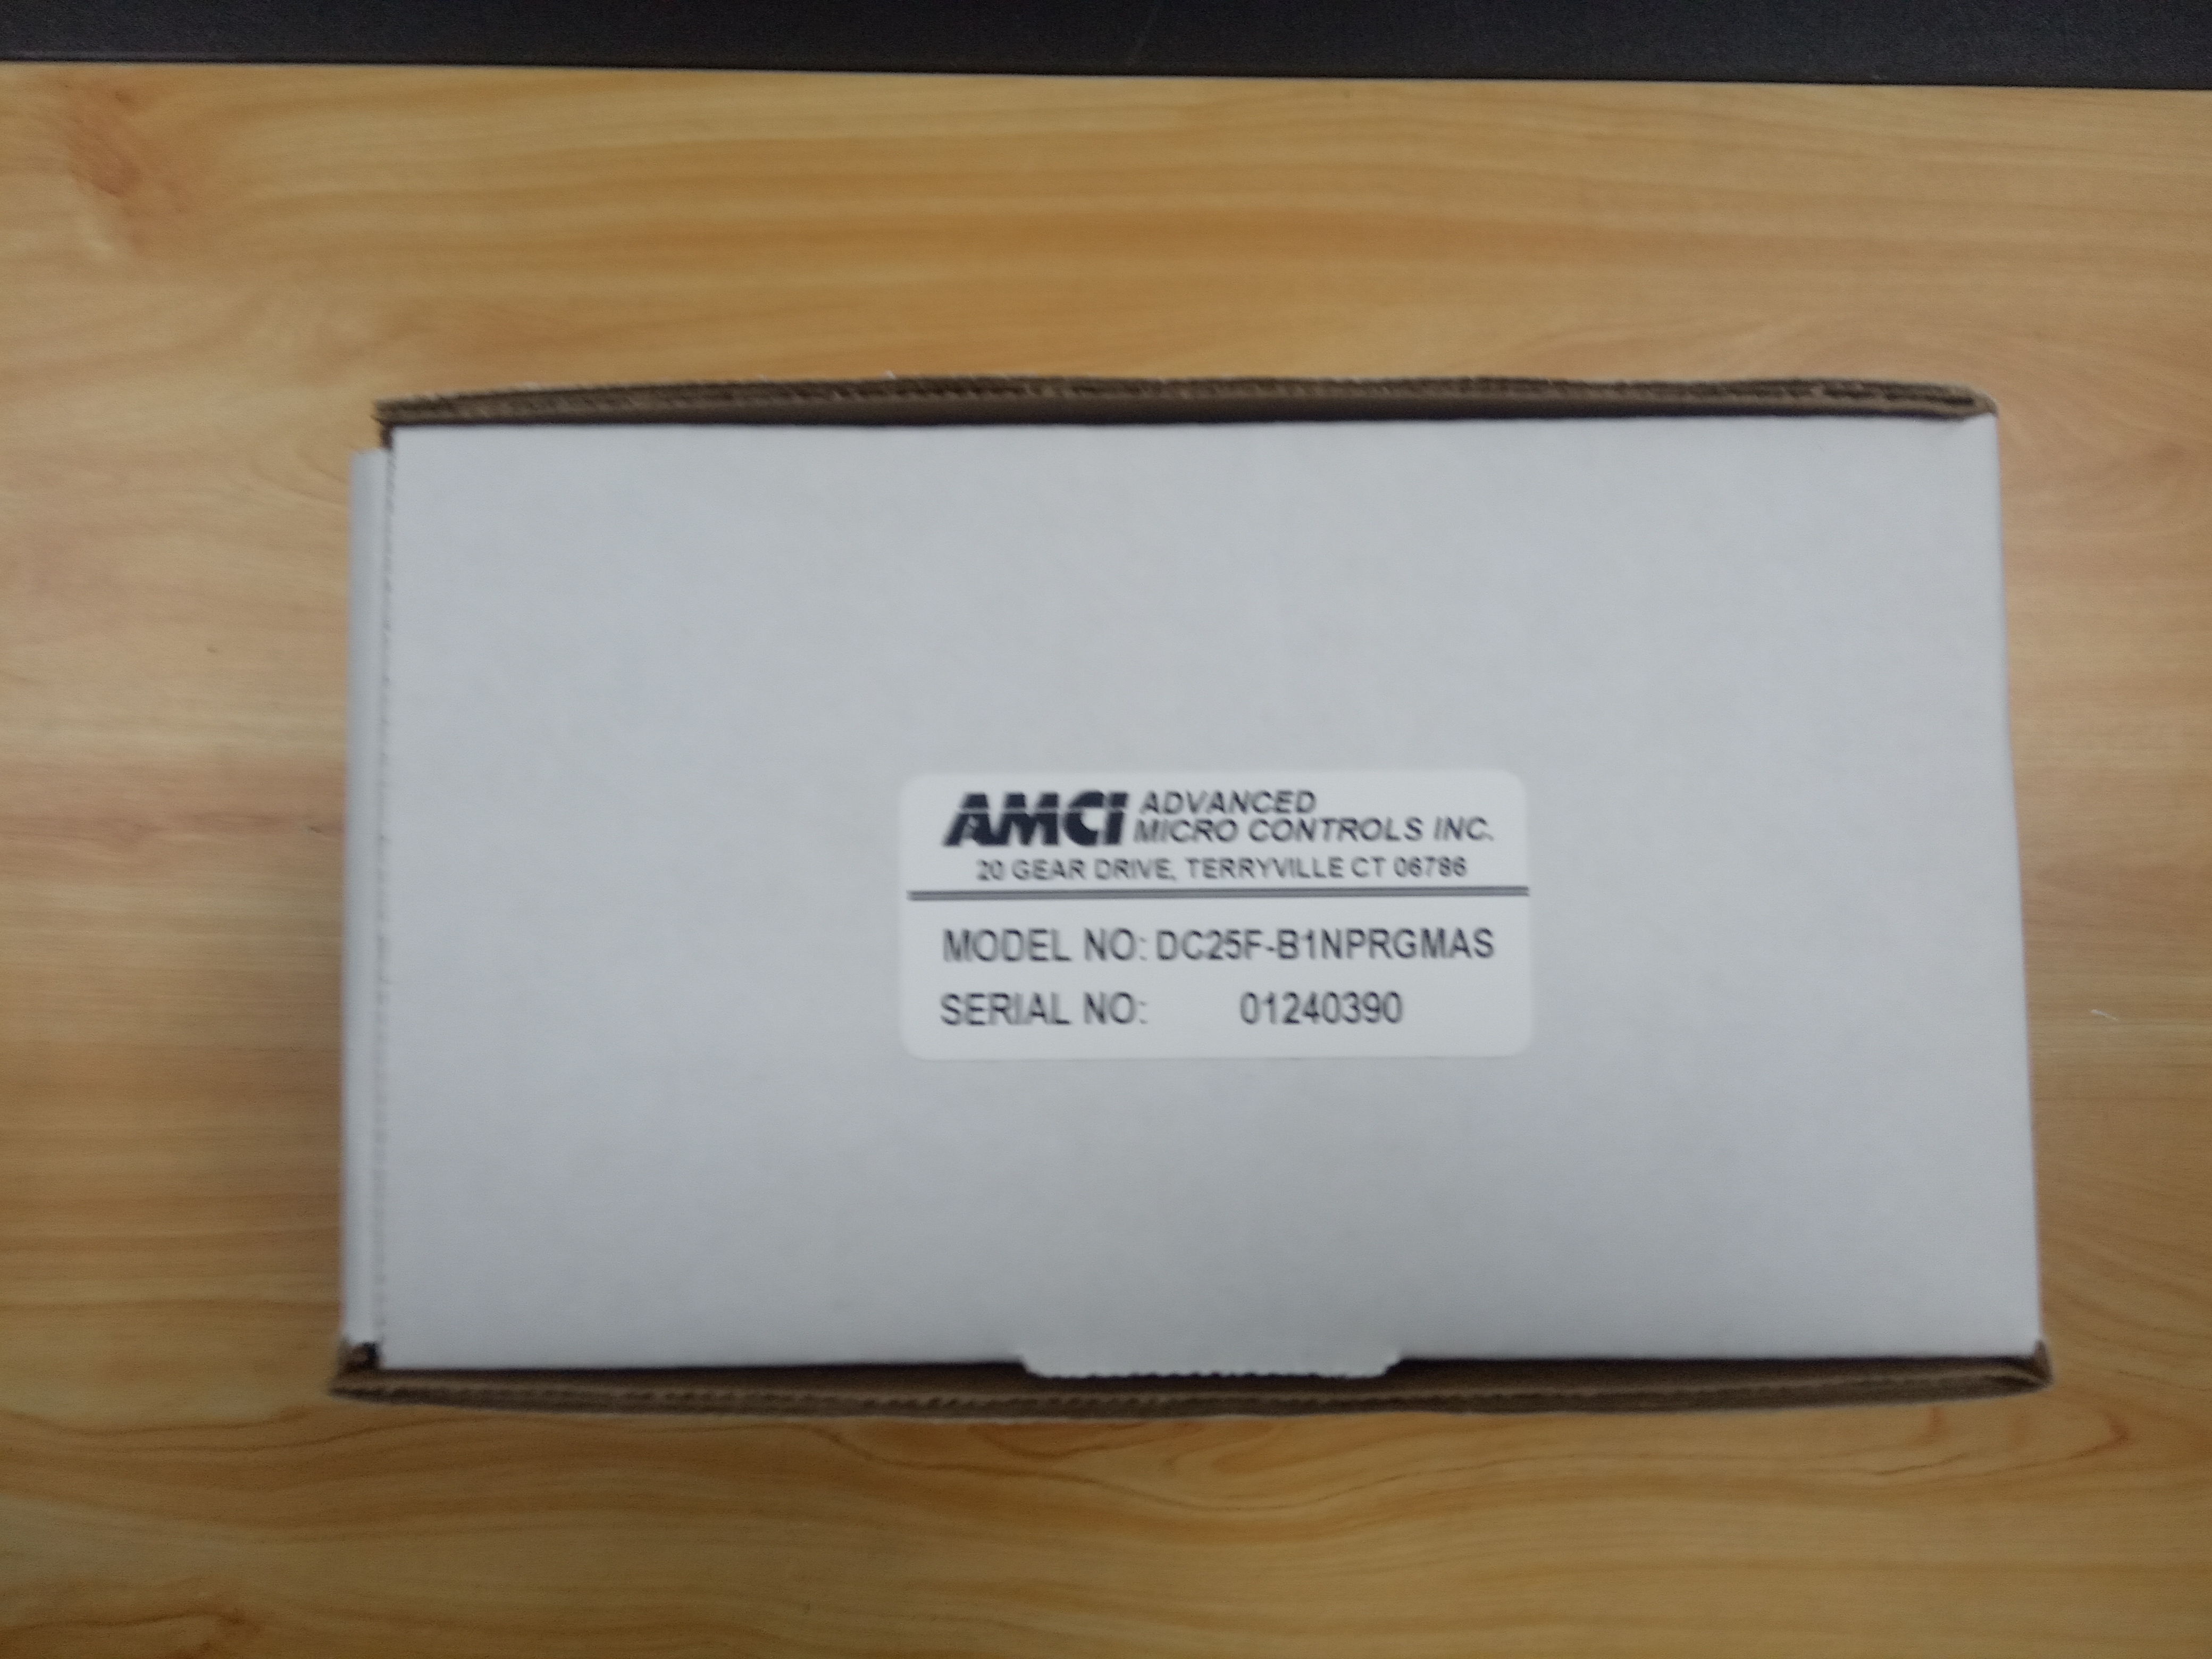 AMCI ADVANCED
MICRO CONTROLS INC.
20 GEAR DRIVE, TERRYVILLE CT 06786
MODEL NO: DC25F-B1NPRGMAS
SERIAL NO: 01240390